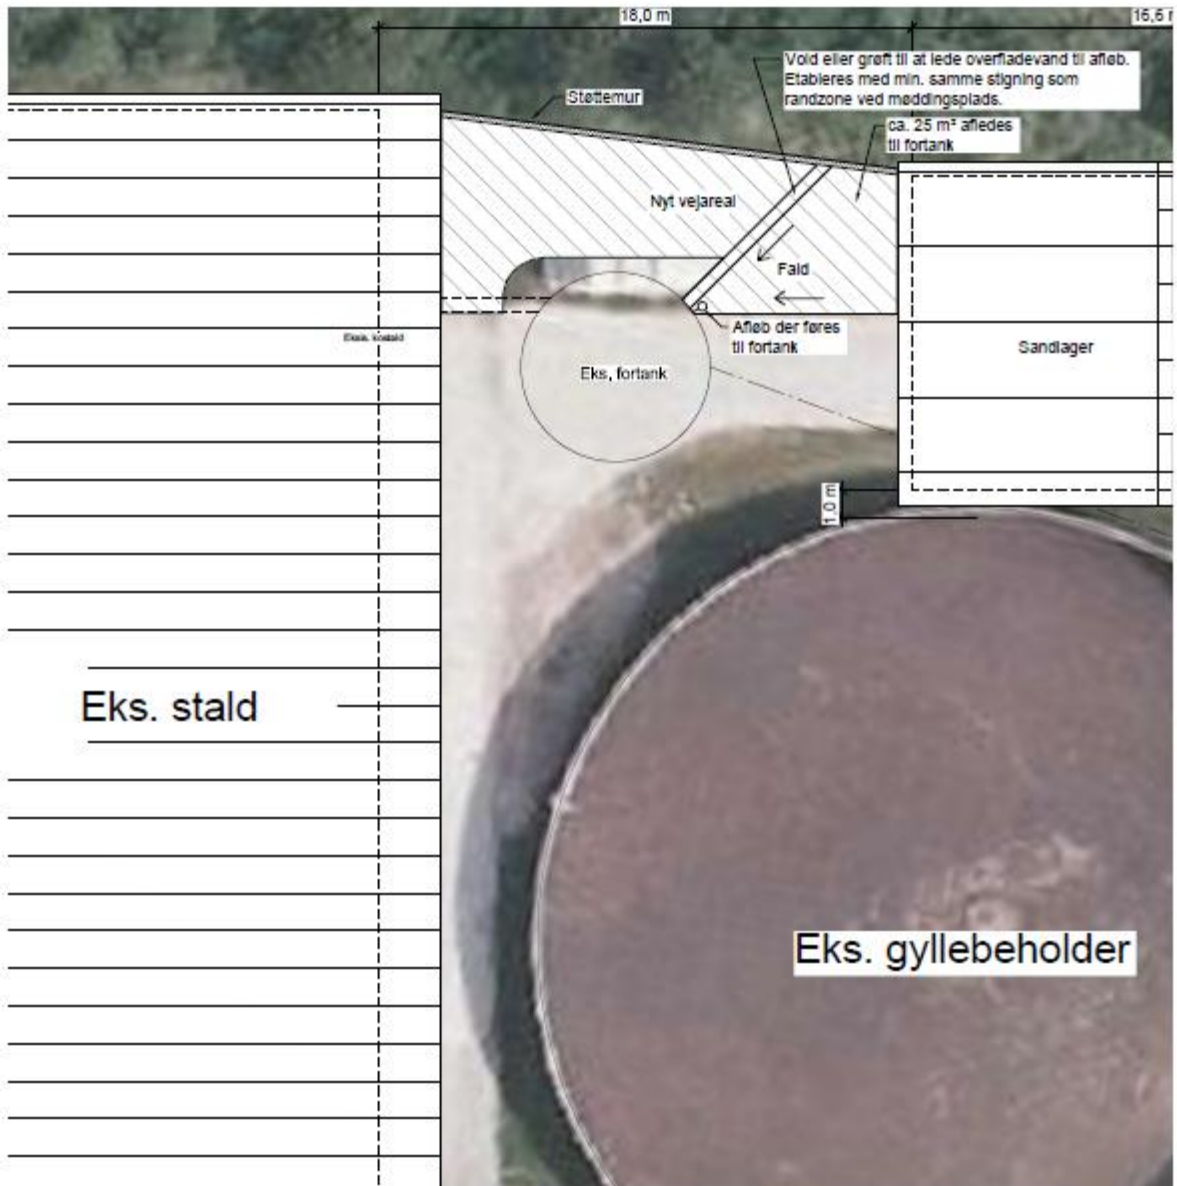 18,0 m
16,6
Vold eller grøft til at lede overfladevand til afløb.
Etableres med min. samme stigning som
randzone ved møddingsplads.
Støttemur
ca. 25 m² afledes
til fortank
Nyt vejareal
Fald
Afløb der føres
til fortank
Eks, fortank
Sandlager
1,0 m
Eks. stald
Eks. gyllebeholder